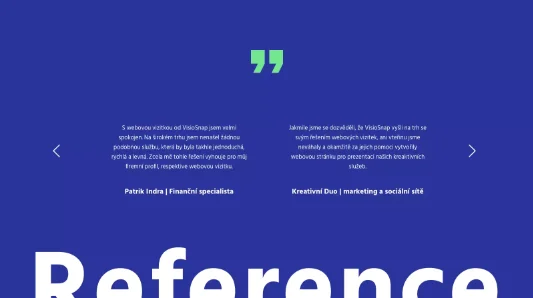 S webovou vizitkou od VisioSnap jsem velmi
spokojen. Na širokém trhu jsem nenašel žádnou
podobnou službu, která by byla takhle jednoduchá,
rychlá a levná. Zcela mě tohle řešení vyhovuje pro můj
firemní profil, respektive webovou vizitku.
Patrik Indra | Finanční specialista
Jakmile jsme se dozvěděli, že VisioSnap vyšli na trh se
svým řešením webových vizitek, ani vteřinu jsme
neváhaly a okamžitě za jejich pomoci vytvořily
webovou stránku pro prezentaci našich kreaktivních
služeb.
Kreativní Duo | marketing a sociální sítě
Reference